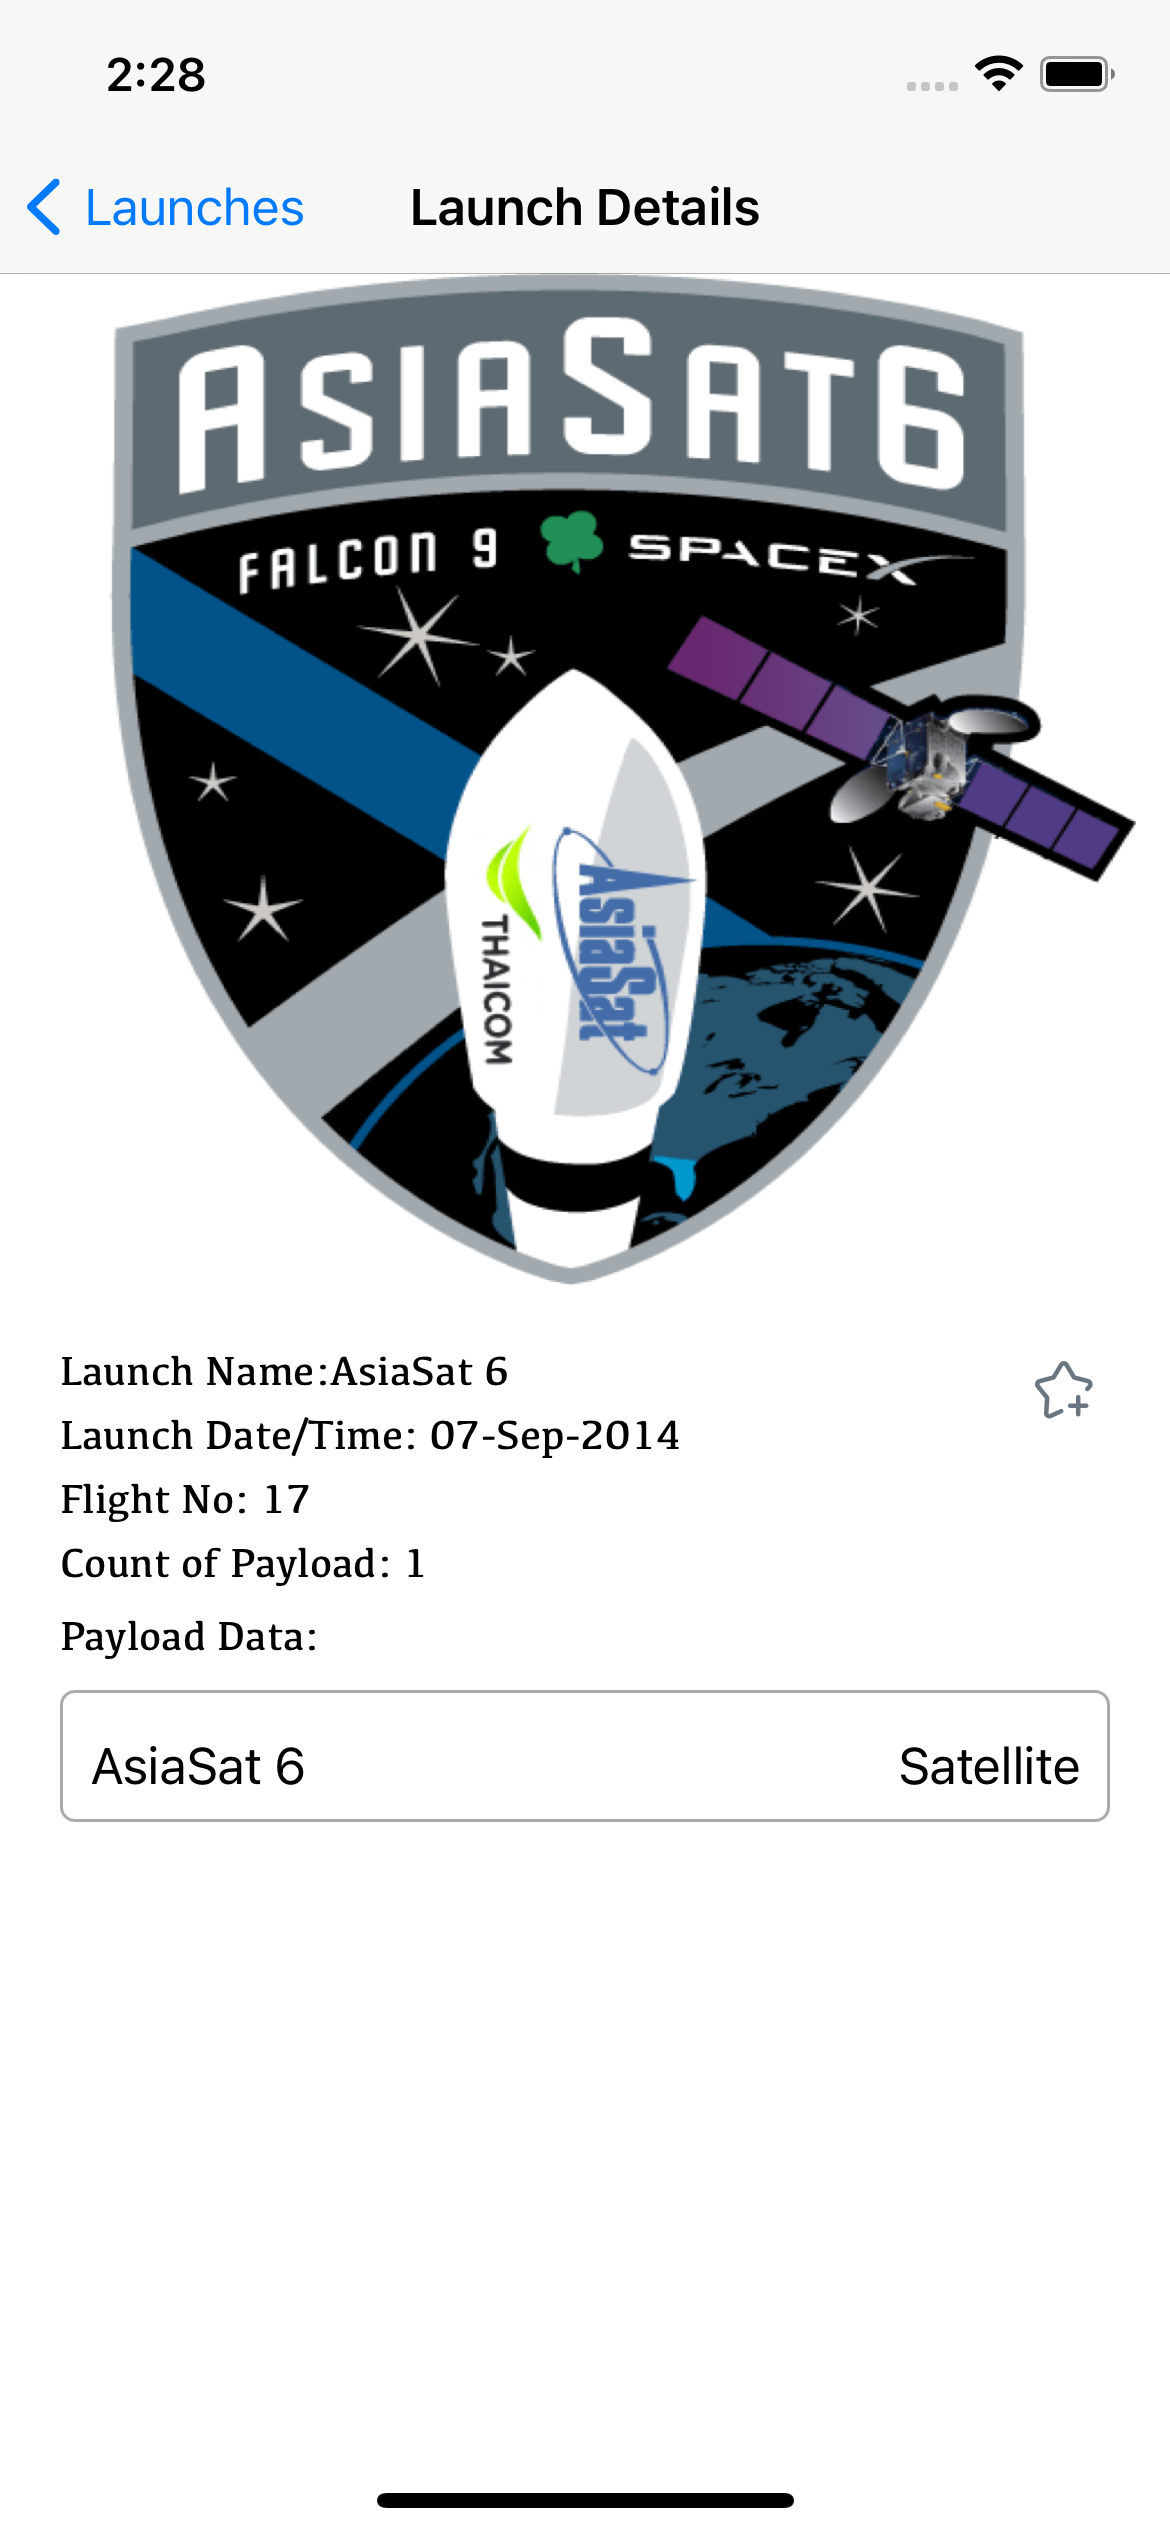 2:28
Launches
Launch Details
ASIASAT6
FALCON 9 SPACEX
THAICOM
AsiaSat
Launch Name:AsiaSat 6
Launch Date/Time: 07-Sep-2014
Flight No: 17
Count of Payload: 1
Payload Data:
AsiaSat 6 Satellite